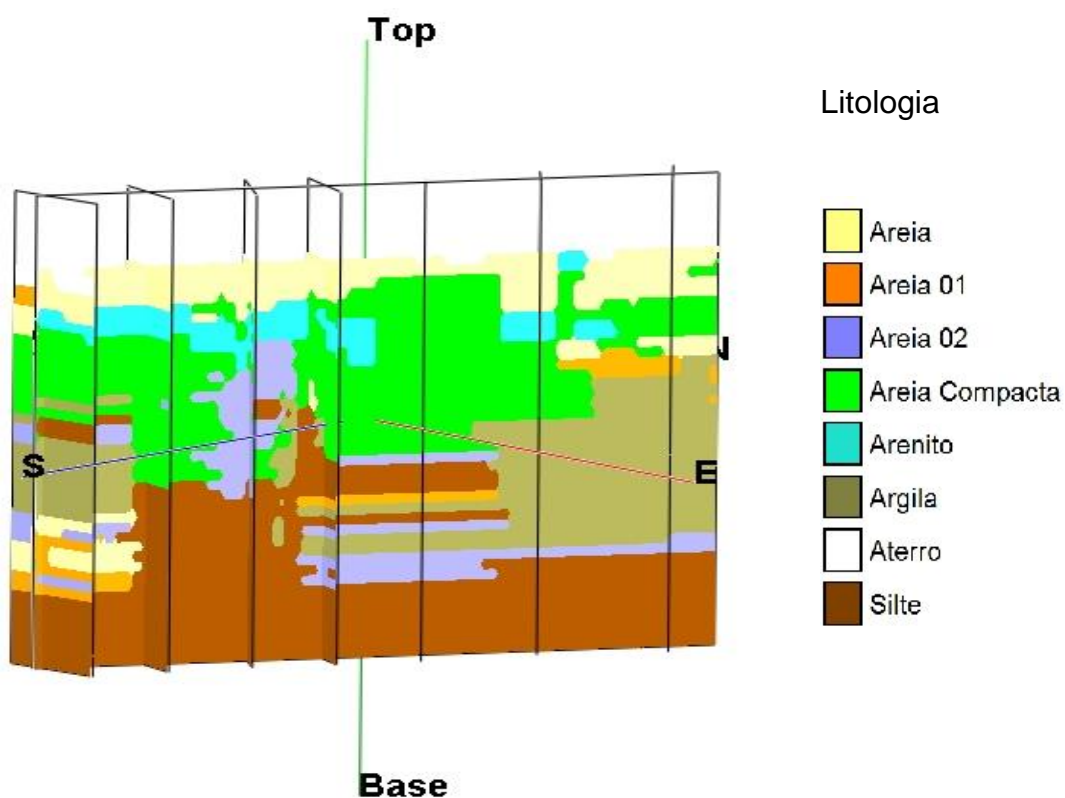 Top
Litologia
Areia
Areia 01
Areia 02
Areia Compacta
Arenito
Argila
Aterro
Silte
N
S
E
Base